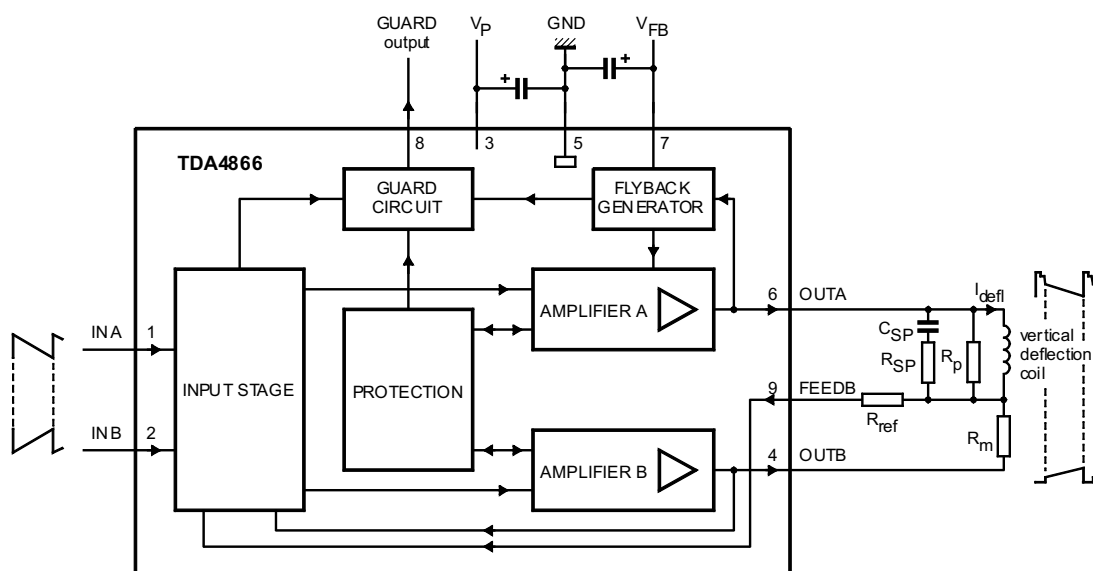 GUARD
output
V_P
GND
V_FB
+
+
8
3
5
7
TDA4866
GUARD
CIRCUIT
FLYBACK
GENERATOR
AMPLIFIER A
6
OUTA
I_defl
C_SP
R_SP
R_p
vertical
deflection
coil
INA
1
INPUT STAGE
PROTECTION
9
FEEDB
R_ref
R_m
INB
2
AMPLIFIER B
4
OUTB